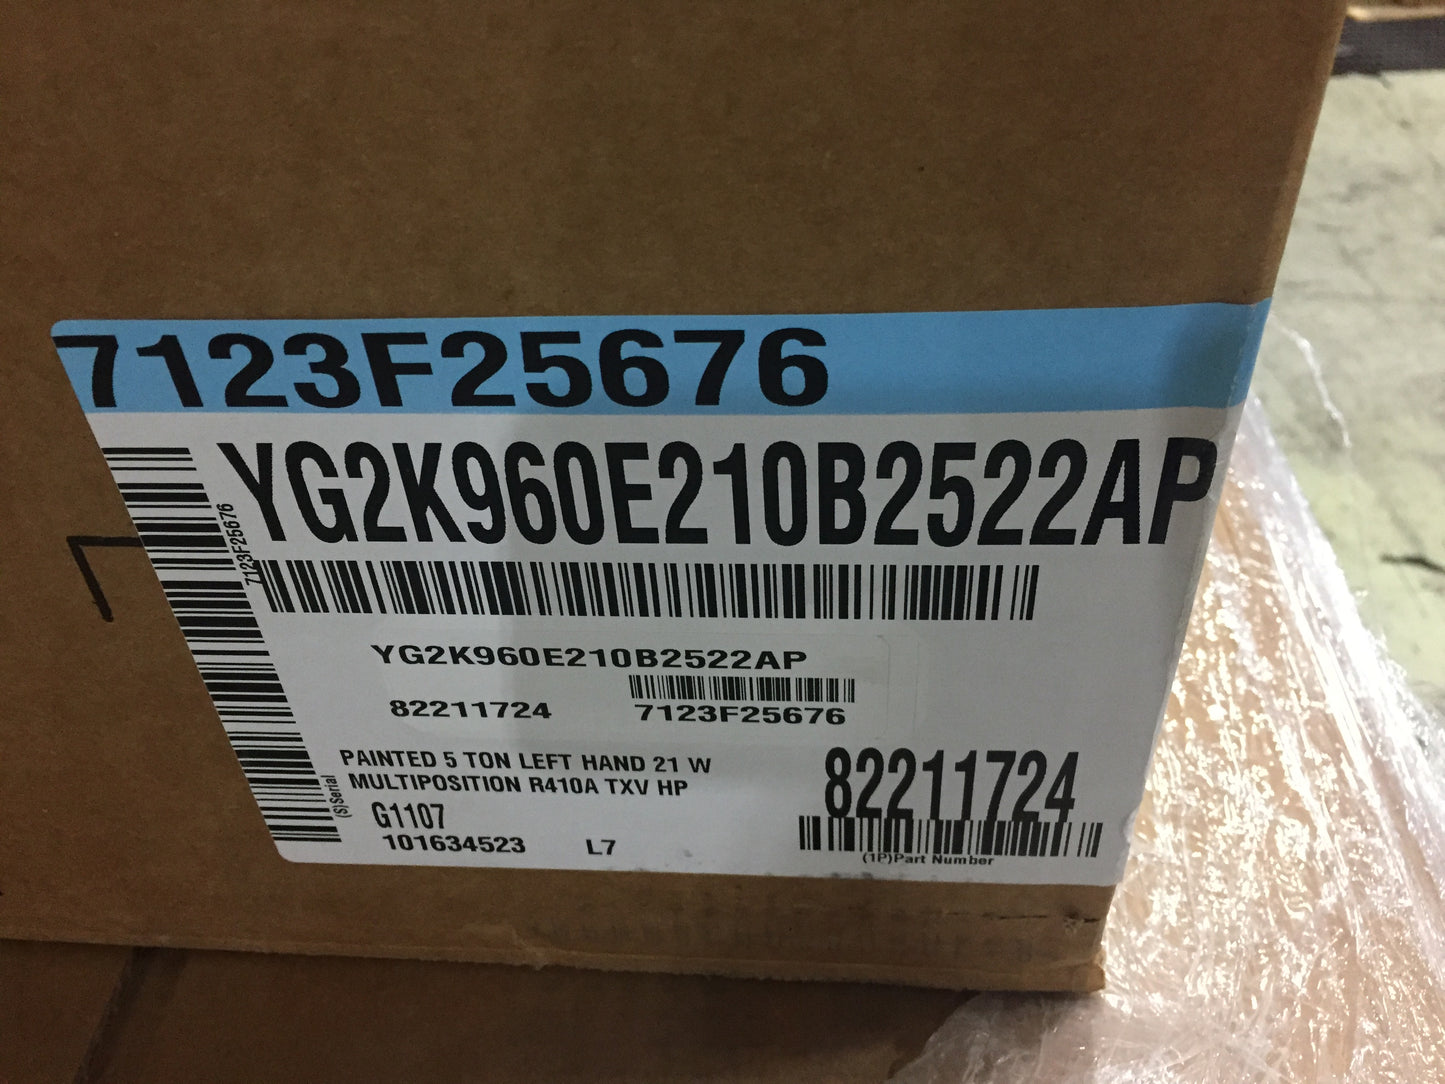 7123F25676
YG2K960E210B2522AP
7123F25676
YG2K960E210B2522AP
82211724
7123F25676
PAINTED 5 TON LEFT HAND 21 W
MULTIPOSITION R410A TXV HP
G1107
101634523
L7
(S)Serial
82211724
(1P)Part Number